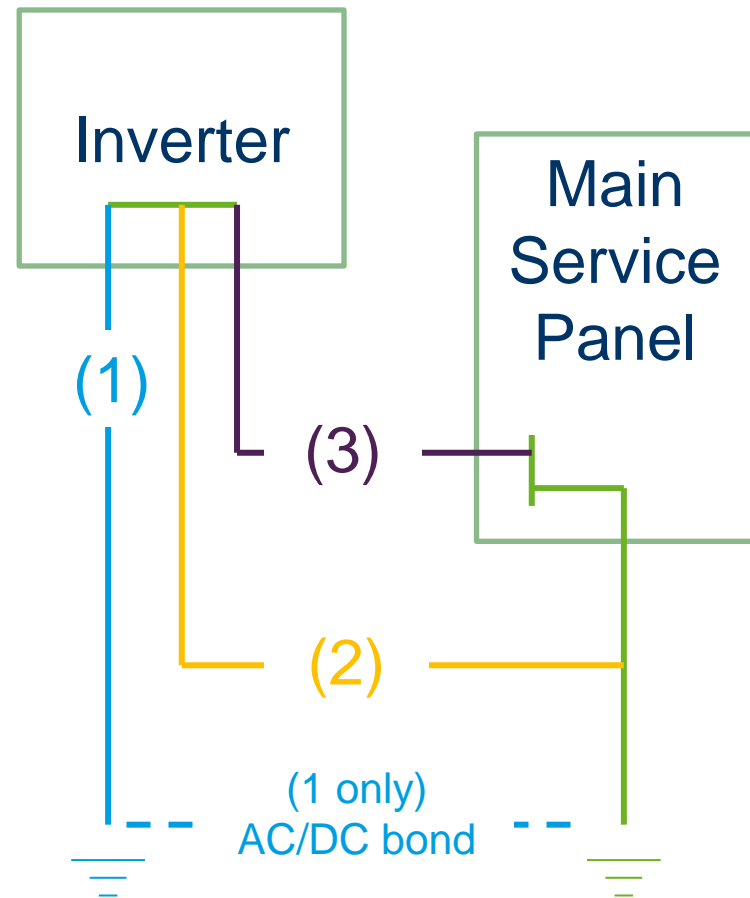 Inverter
Main
Service
Panel
(1)
(3)
(2)
(1 only)
AC/DC bond